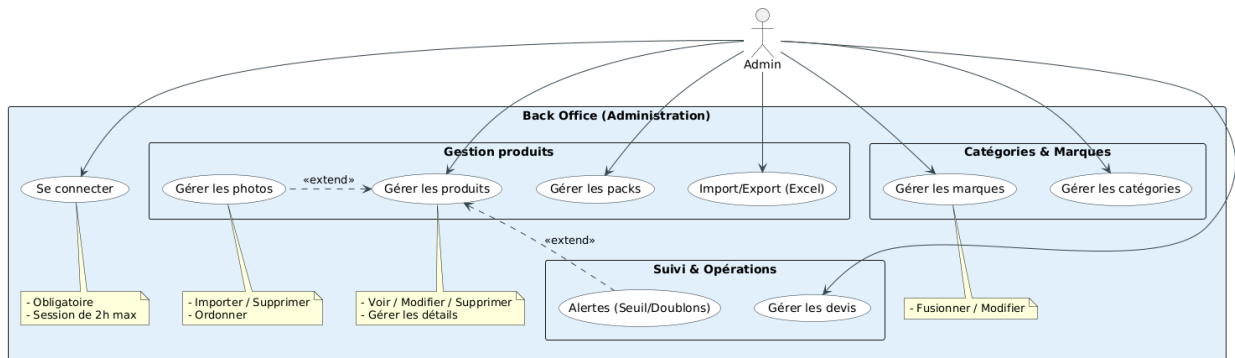 Admin
Back Office (Administration)
Gestion produits
Catégories & Marques
Se connecter
Gérer les photos
«extend»
Gérer les produits
Gérer les packs
Import/Export (Excel)
Gérer les marques
Gérer les catégories
«extend»
Suivi & Opérations
Alertes (Seuil/Doublons)
Gérer les devis
- Obligatoire
- Session de 2h max
- Importer / Supprimer
- Ordonner
- Voir / Modifier / Supprimer
- Gérer les détails
- Fusionner / Modifier